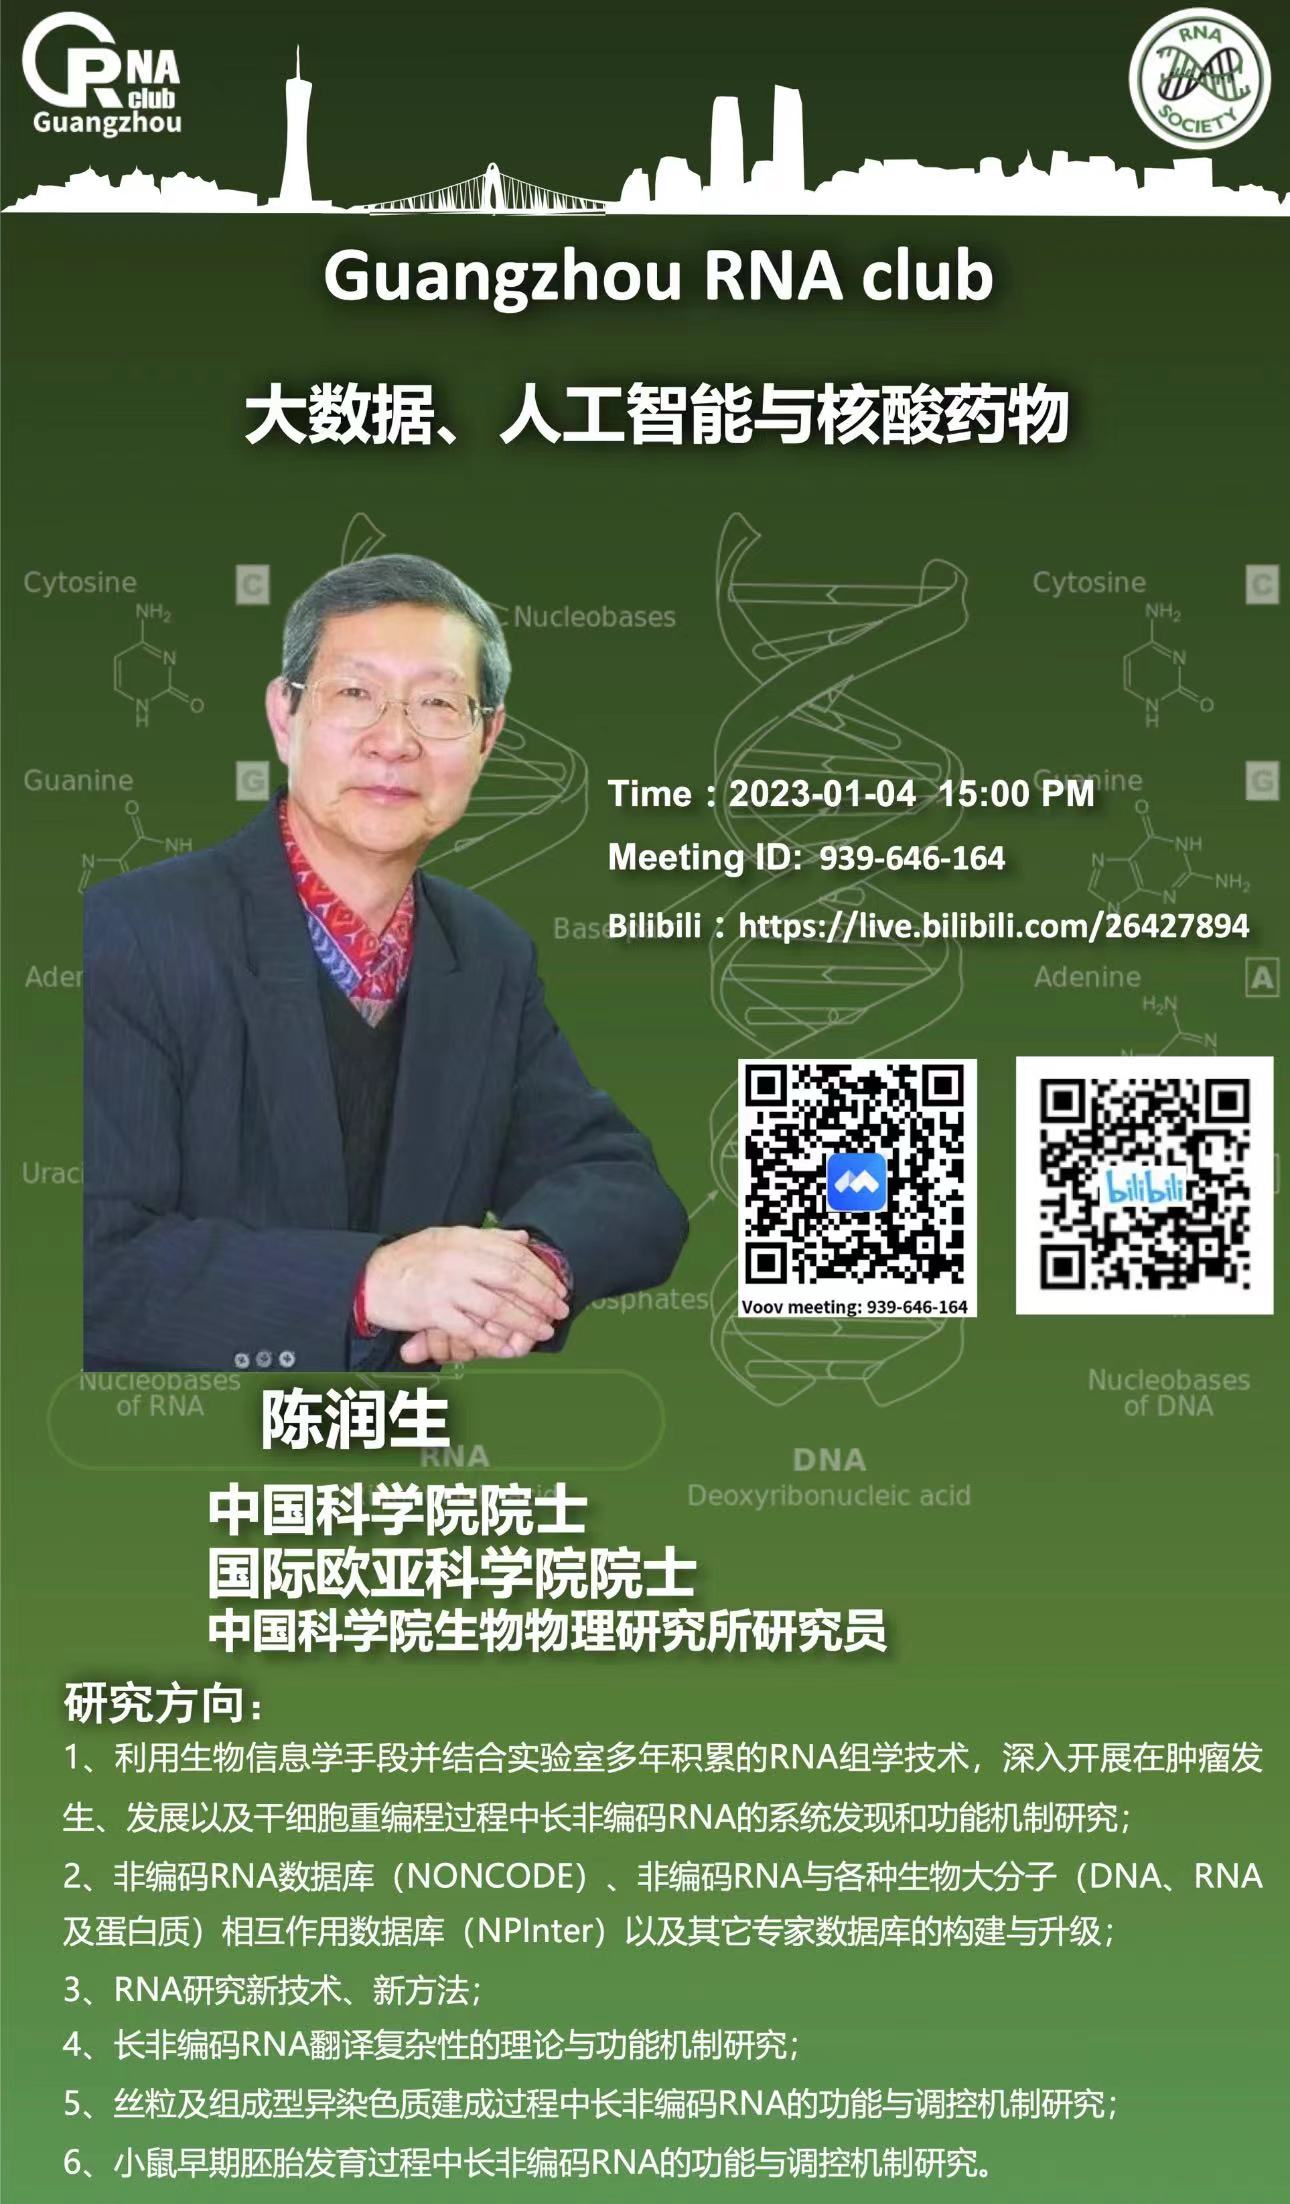 RNA
club
Guangzhou
RNA
SOCIETY
Guangzhou RNA club
大数据、人工智能与核酸药物
Cytosine
C
NH2
N
O
N
H
Nucleobases
Cytosine
C
NH2
N
O
N
H
Guanine
G
O
NH
N
Time：2023-01-04 15:00 PM
Guanine
G
O
NH
N
NH2
N
N
Meeting ID: 939-646-164
Bilibili：https://live.bilibili.com/26427894
Base
Adenine
A
H2N
N
N
bilibili
Voov meeting: 939-646-164
Nucleobases
of RNA
Nucleobases
of DNA
陈润生
RNA
DNA
Deoxyribonucleic acid
中国科学院院士
国际欧亚科学院院士
中国科学院生物物理研究所研究员
研究方向：
1、利用生物信息学手段并结合实验室多年积累的RNA组学技术，深入开展在肿瘤发
生、发展以及干细胞重编程过程中长非编码RNA的系统发现和功能机制研究；
2、非编码RNA数据库（NONCODE）、非编码RNA与各种生物大分子（DNA、RNA
及蛋白质）相互作用数据库（NPInter）以及其它专家数据库的构建与升级；
3、RNA研究新技术、新方法；
4、长非编码RNA翻译复杂性的理论与功能机制研究；
5、丝粒及组成型异染色质建成过程中长非编码RNA的功能与调控机制研究；
6、小鼠早期胚胎发育过程中长非编码RNA的功能与调控机制研究。